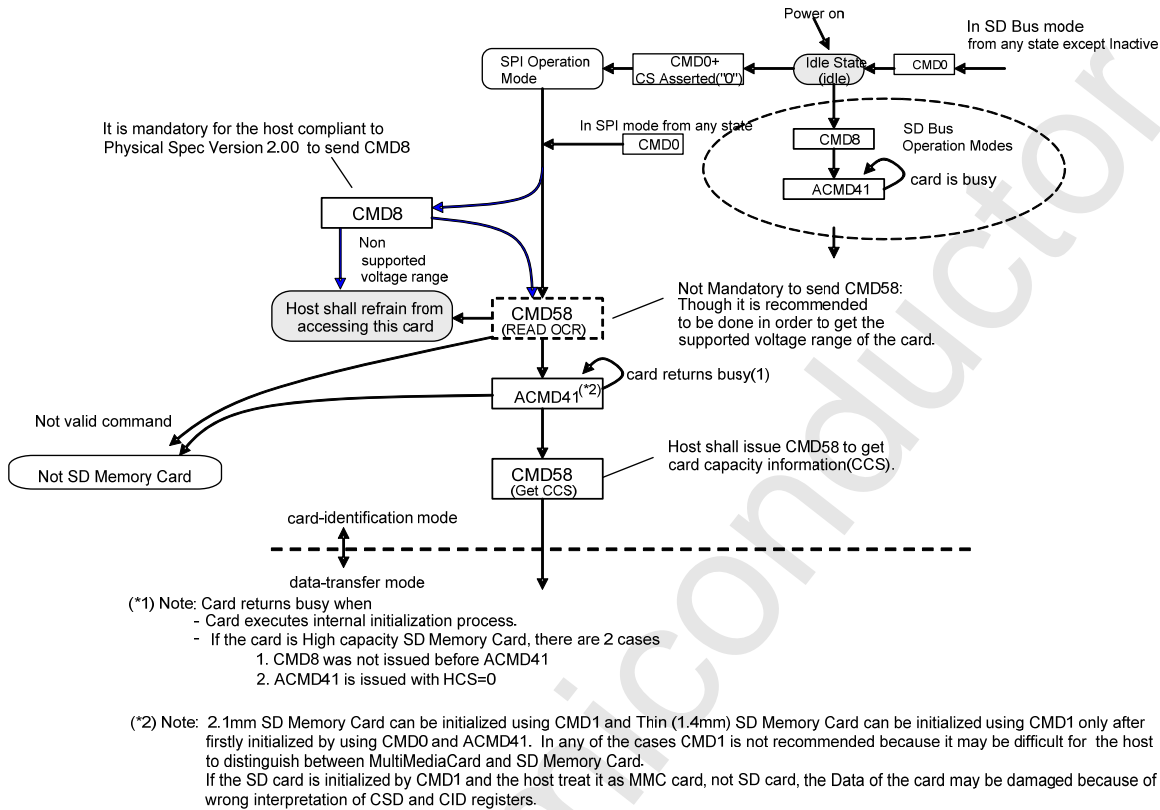 Power on
In SD Bus mode
from any state except Inactive
SPI Operation
Mode
CMD0+
CS Asserted("0")
Idle State
(idle)
CMD0
It is mandatory for the host compliant to
Physical Spec Version 2.00 to send CMD8
In SPI mode from any state
CMD0
CMD8
SD Bus
Operation Modes
ACMD41
card is busy
CMD8
Non
supported
voltage range
Host shall refrain from
accessing this card
CMD58
(READ OCR)
Not Mandatory to send CMD58:
Though it is recommended
to be done in order to get the
supported voltage range of the card.
ACMD41(*2)
card returns busy(1)
Not valid command
Not SD Memory Card
CMD58
(Get CCS)
Host shall issue CMD58 to get
card capacity information(CCS).
card-identification mode
data-transfer mode
(*1) Note: Card returns busy when
- Card executes internal initialization process.
- If the card is High capacity SD Memory Card, there are 2 cases
1. CMD8 was not issued before ACMD41
2. ACMD41 is issued with HCS=0
(*2) Note: 2.1mm SD Memory Card can be initialized using CMD1 and Thin (1.4mm) SD Memory Card can be initialized using CMD1 only after
firstly initialized by using CMD0 and ACMD41. In any of the cases CMD1 is not recommended because it may be difficult for the host
to distinguish between MultiMediaCard and SD Memory Card.
If the SD card is initialized by CMD1 and the host treat it as MMC card, not SD card, the Data of the card may be damaged because of
wrong interpretation of CSD and CID registers.
miconductor